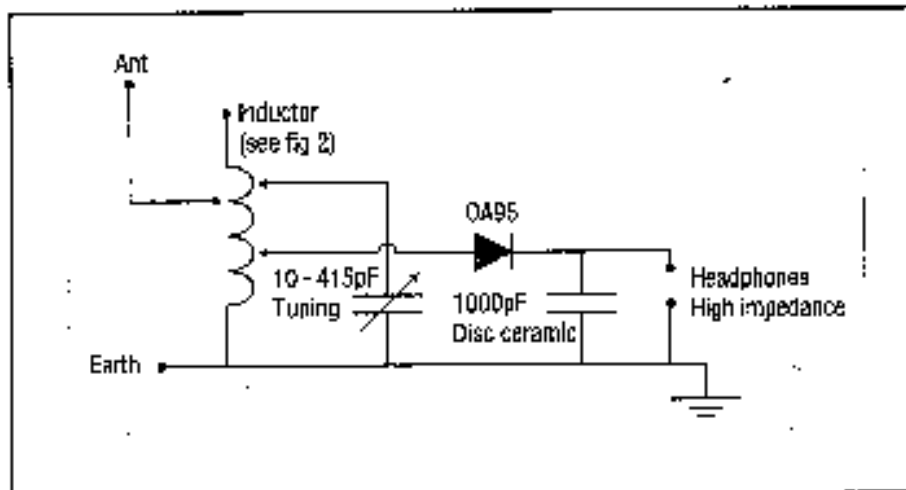 Ant
Inductor
(see fig 2)
OA95
10 - 415pF
Tuning
1000pF
Disc ceramic
Headphones
High impedance
Earth